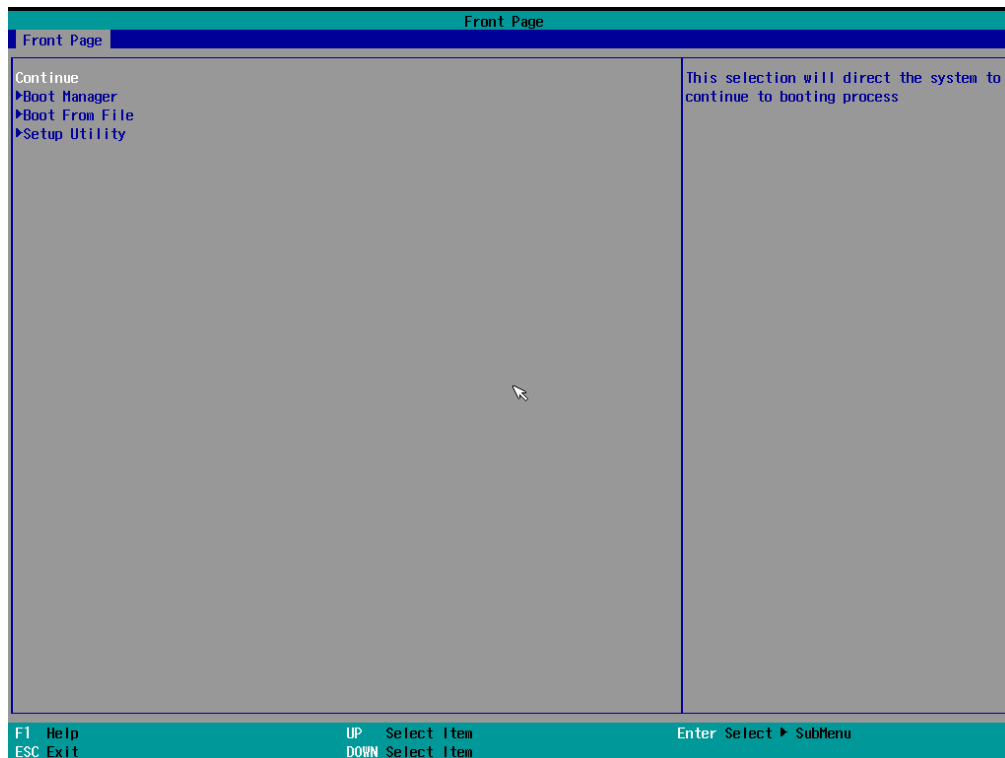 Front Page
Front Page
Continue
▶Boot Manager
▶Boot From File
▶Setup Utility
This selection will direct the system to
continue to booting process
F1 Help
UP Select Item
Enter Select ▶ SubMenu
ESC Exit
DOWN Select Item